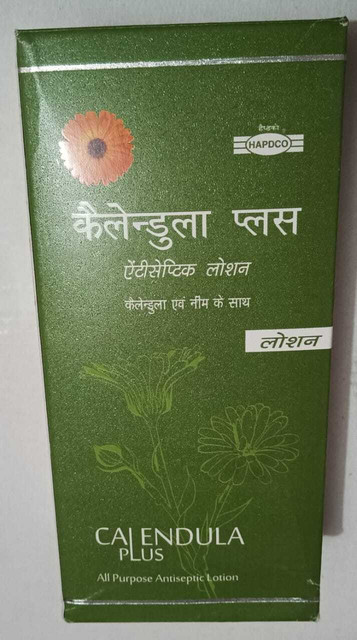 हैपडको
HAPDCO
कैलेन्डुला प्लस
ऐंटीसेप्टिक लोशन
कैलेन्डुला एवं नीम के साथ
लोशन
CALENDULA
PLUS
All Purpose Antiseptic Lotion